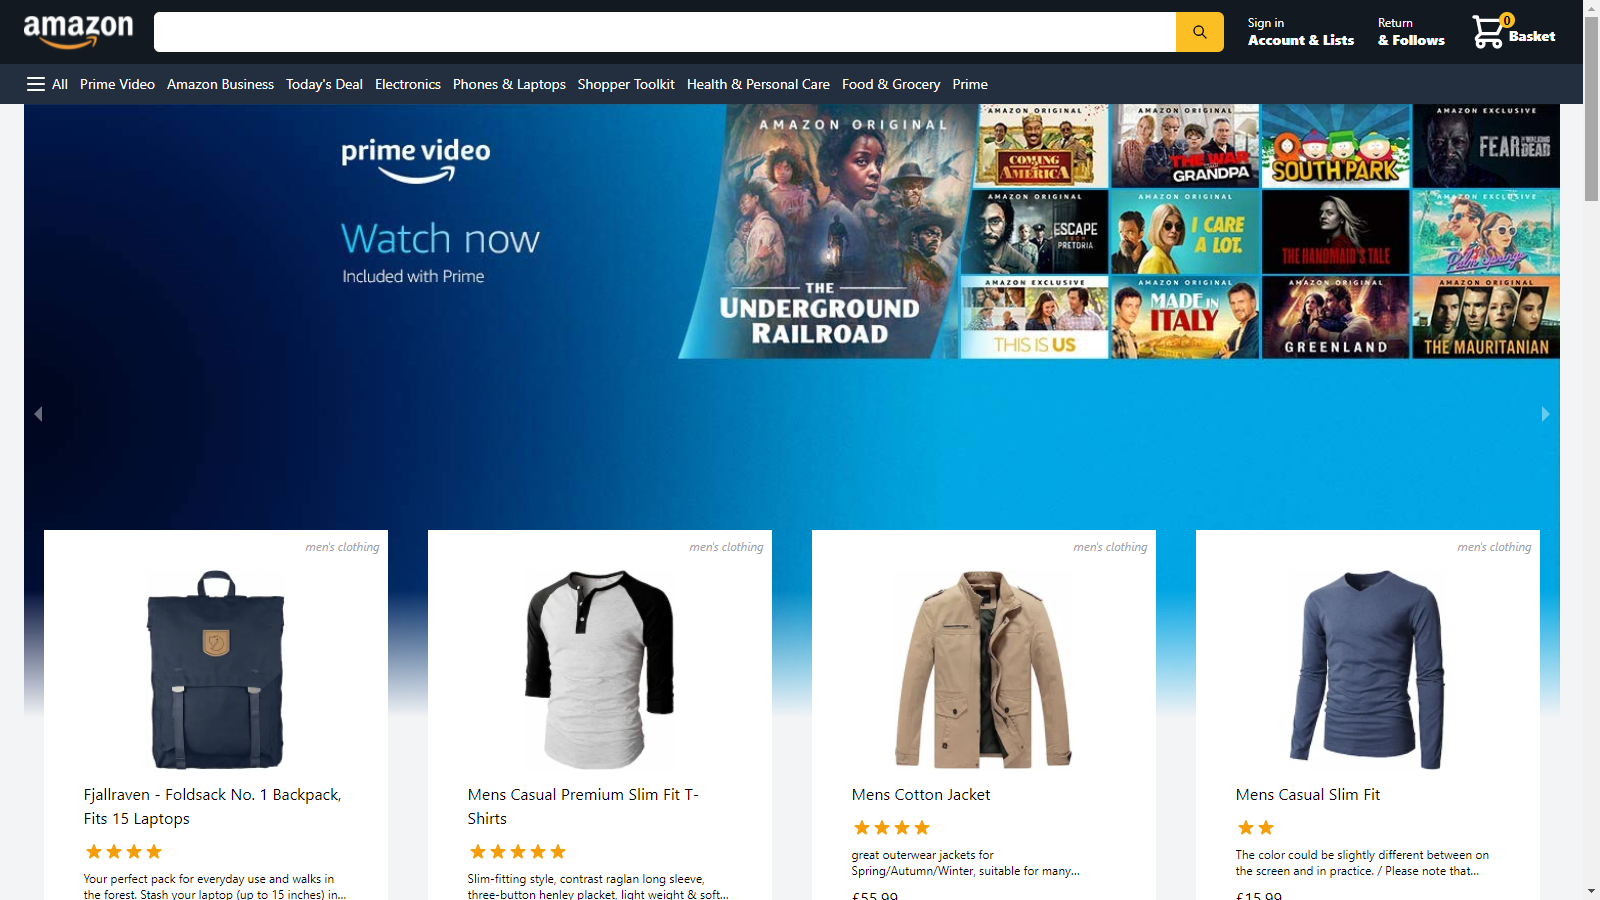 amazon
Sign in
Account & Lists
Return
& Follows
0
Basket
All Prime Video Amazon Business Today's Deal Electronics Phones & Laptops Shopper Toolkit Health & Personal Care Food & Grocery Prime
prime video
Watch now
Included with Prime
AMAZON ORIGINAL
THE
UNDERGROUND
RAILROAD
AMAZON ORIGINAL
COMING
2
AMERICA
AMAZON ORIGINAL
THE WAR
WITH
GRANDPA
SOUTH PARK
AMAZON EXCLUSIVE
FEAR THE WALKING DEAD
AMAZON ORIGINAL
ESCAPE
FROM
PRETORIA
AMAZON ORIGINAL
I CARE
A LOT.
THE HANDMAID'S TALE
AMAZON EXCLUSIVE
Palm Springs
AMAZON EXCLUSIVE
THIS IS US
AMAZON ORIGINAL
MADE IN
ITALY
AMAZON ORIGINAL
GREENLAND
AMAZON ORIGINAL
THE MAURITANIAN
men's clothing
Fjallraven - Foldsack No. 1 Backpack,
Fits 15 Laptops
Your perfect pack for everyday use and walks in
the forest. Stash your laptop (up to 15 inches) in...
men's clothing
Mens Casual Premium Slim Fit T-
Shirts
Slim-fitting style, contrast raglan long sleeve,
three-button henley placket, light weight & soft...
men's clothing
Mens Cotton Jacket
great outerwear jackets for
Spring/Autumn/Winter, suitable for many...
£55.99
men's clothing
Mens Casual Slim Fit
The color could be slightly different between on
the screen and in practice. / Please note that...
£15.99